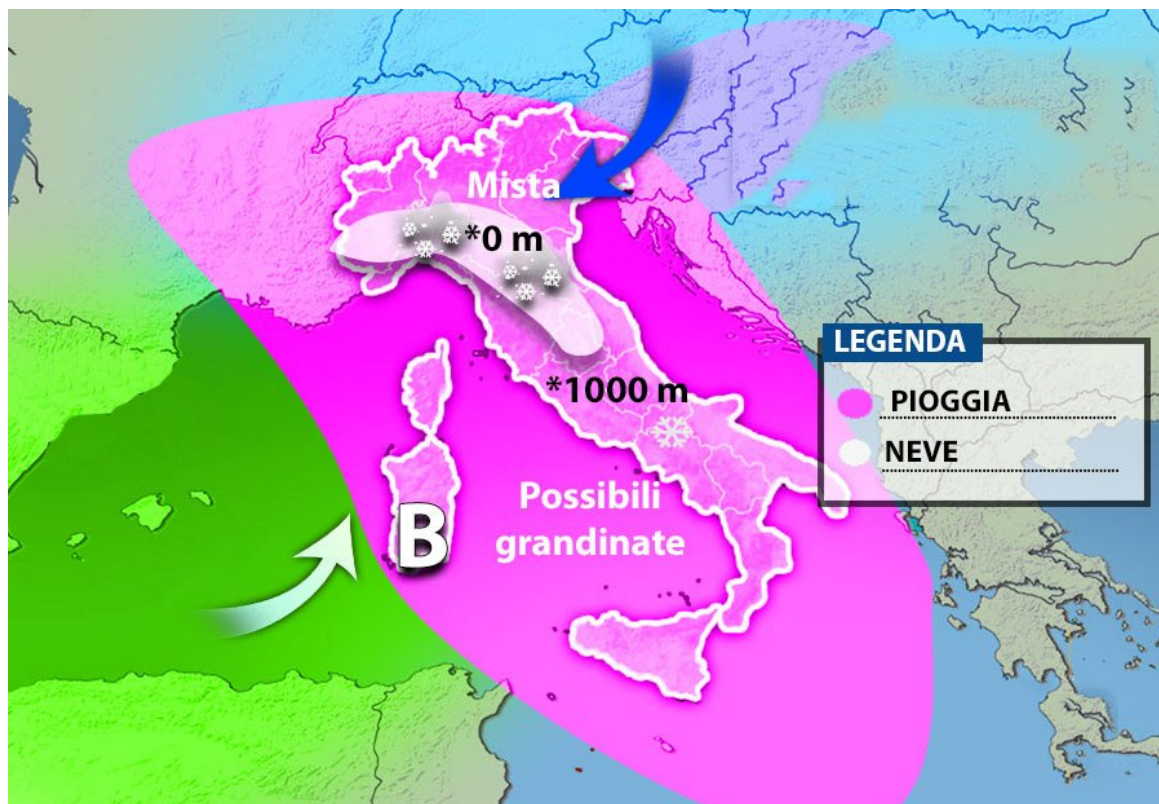 Mista
*0 m
LEGENDA
PIOGGIA
*1000 m
NEVE
Possibili
grandinate
B